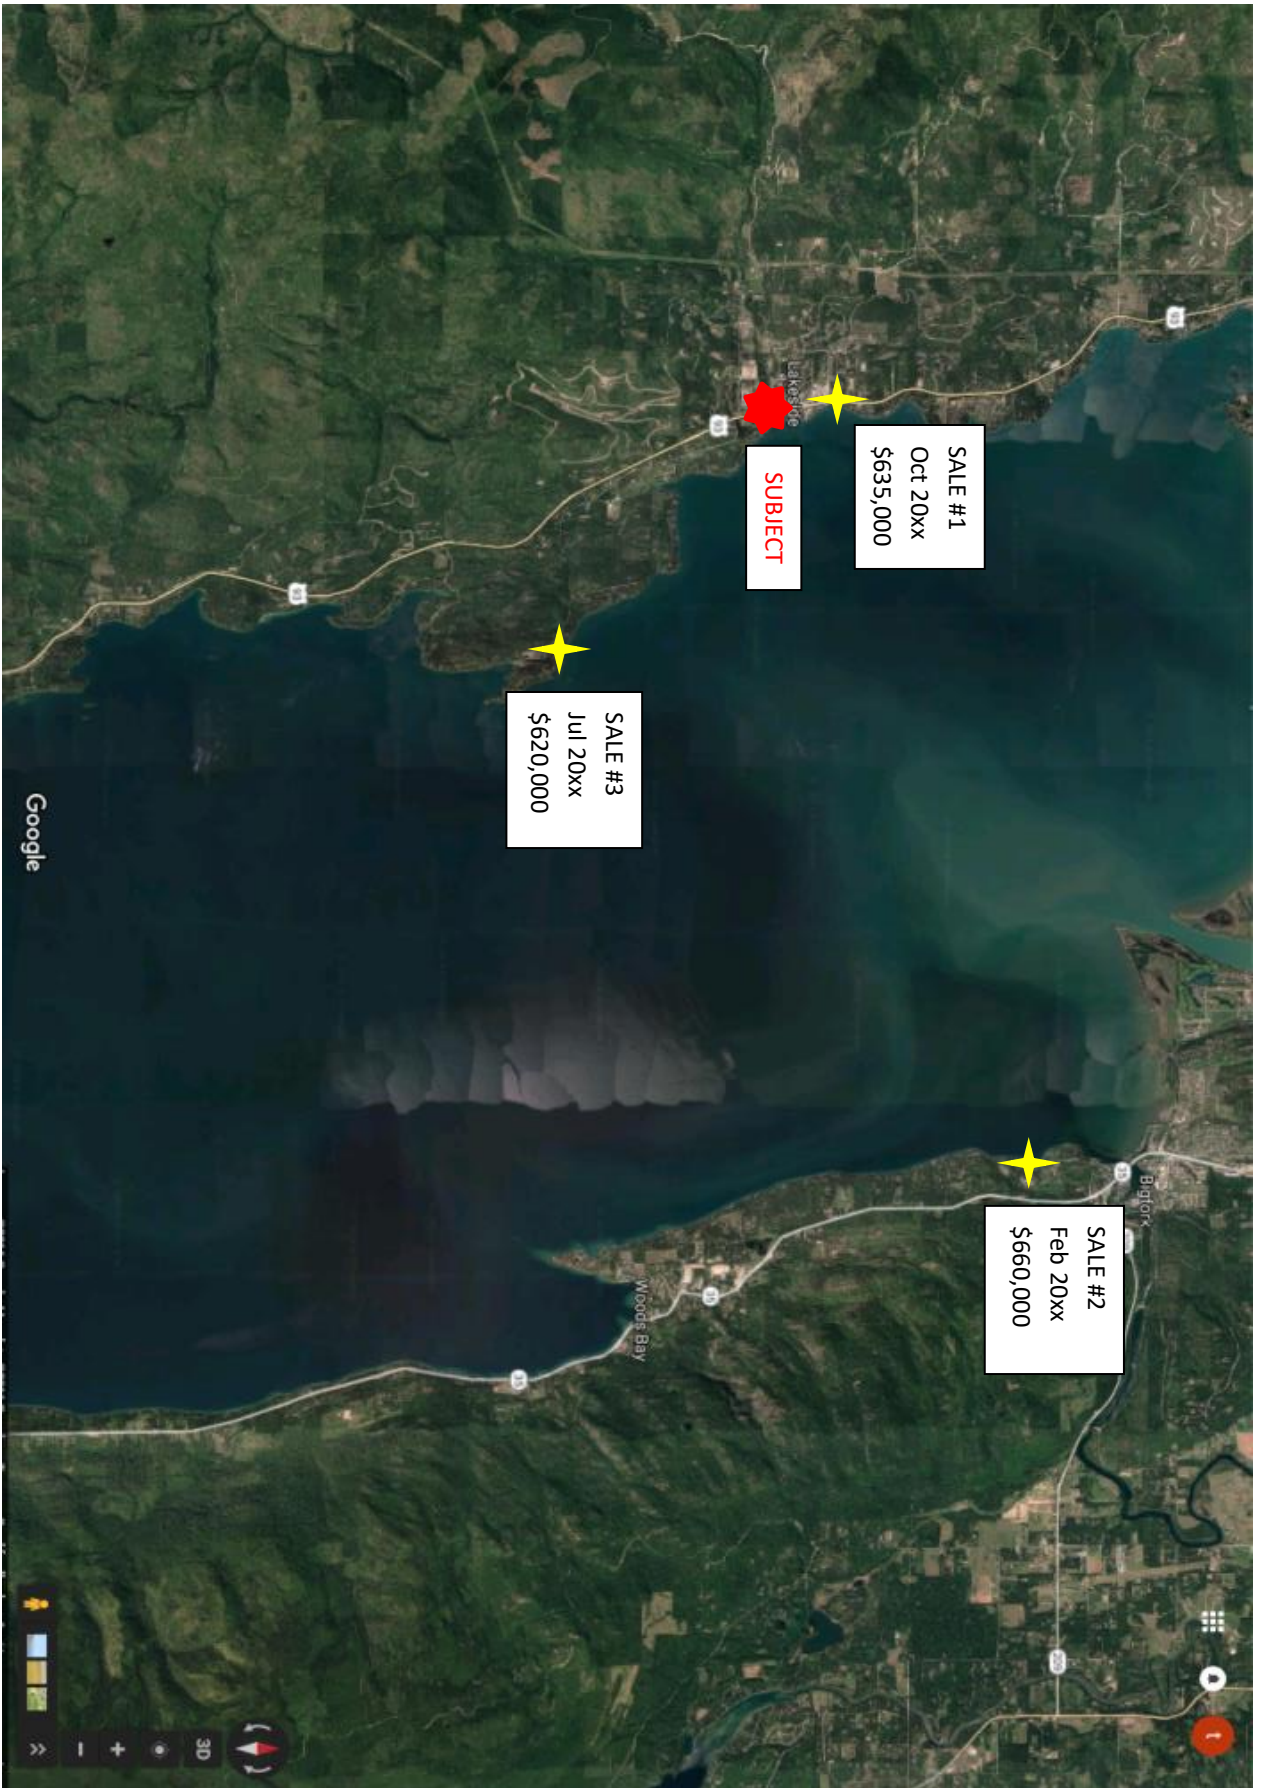 93
Lakeside
SALE #1
Oct 20xx
$635,000
SUBJECT
93
93
SALE #3
Jul 20xx
$620,000
Bigfork
35
SALE #2
Feb 20xx
$660,000
Woods Bay
35
35
209
Google
3D
t